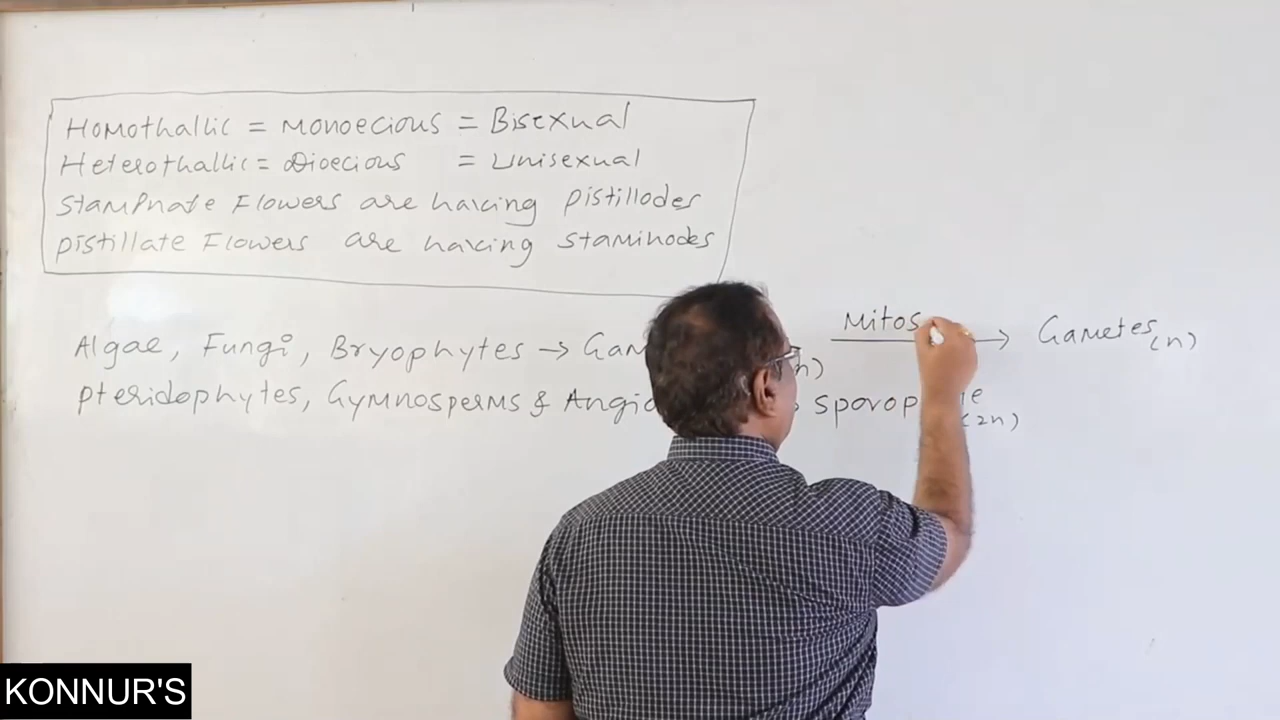 Homothallic = Monoecious = Bisexual
Heterothallic = Dioecious = Unisexual
Staminate Flowers are having pistillodes
pistillate Flowers are having staminodes
Algae, Fungi, Bryophytes → Gam n) Mitos → Gametes (n)
pteridophytes, Gymnosperms & Angio sporop e (2n)
KONNUR'S